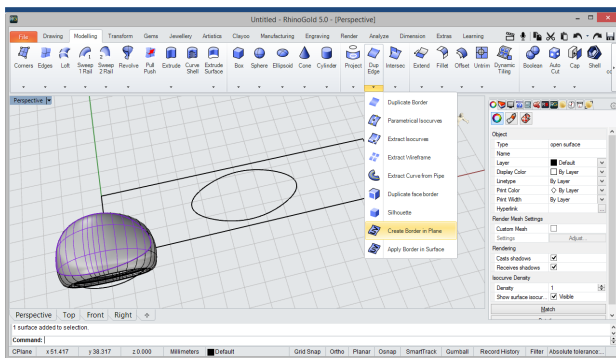 Untitled - RhinoGold 5.0 - [Perspective]
File Drawing Modelling Transform Gems Jewellery Artistics Clayoo Manufacturing Engraving Render Analyze Dimension Extras Learning
Corners Edges Loft Sweep 1 Rail Sweep 2 Rail Revolve Pull Push Extrude Curve Shell Extrude Surface Box Sphere Ellipsoid Cone Cylinder Project Dup Edge Intersec Extend Fillet Offset Untrim Dynamic Tiling Boolean Auto Cut Cap Shell
Perspective
Duplicate Border
Parametrical Isocurves
Extract Isocurves
Extract Wireframe
Extract Curve from Pipe
Duplicate face border
Silhouette
Create Border in Plane
Apply Border in Surface
Object
Type open surface
Name
Layer Default
Display Color By Layer
Linetype By Layer
Print Color By Layer
Print Width By Layer
Hyperlink ...
Render Mesh Settings
Custom Mesh
Settings Adjust...
Rendering
Casts shadows
Receives shadows
Isocurve Density
Density 1
Show surface isocur... Visible
Match
Perspective Top Front Right
1 surface added to selection.
Command:
CPlane x 51.417 y 38.317 z 0.000 Millimeters Default Grid Snap Ortho Planar Osnap SmartTrack Gumball Record History Filter Absolute tolerance...